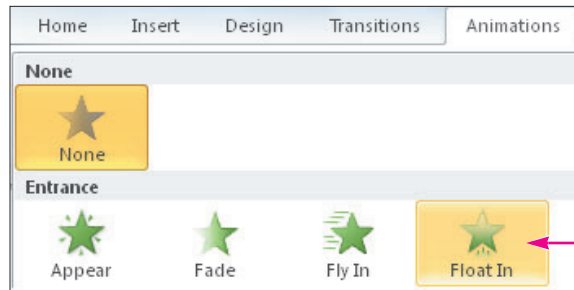 Home Insert Design Transitions Animations
None
None
Entrance
Appear Fade Fly In Float In